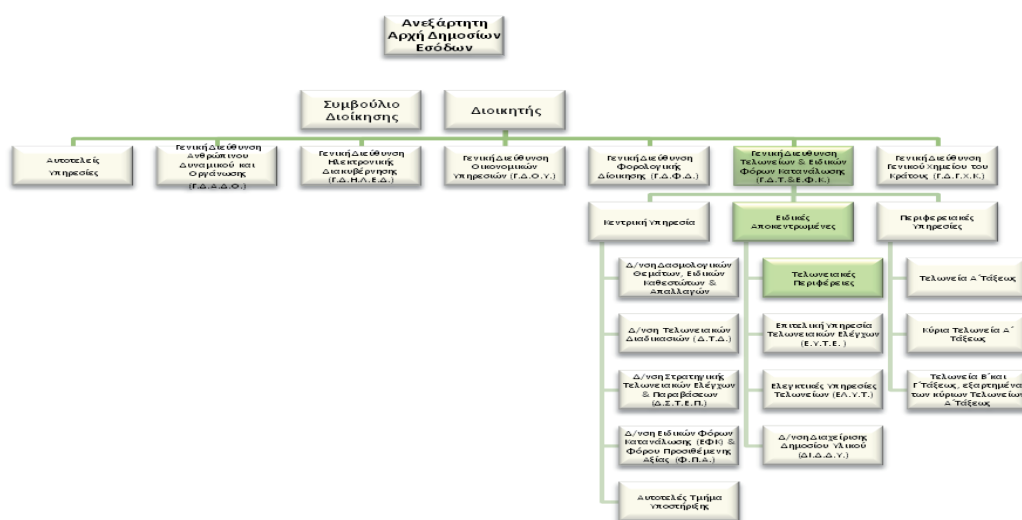 Ανεξάρτητη
Αρχή Δημοσίων
Εσόδων
Συμβούλιο
Διοίκησης
Διοικητής
Αυτοτελείς
Υπηρεσίες
Γενική Διεύθυνση
Ανθρώπινου
Δυναμικού και
Οργάνωσης
(Γ.Δ.Α.Δ.Ο.)
Γενική Διεύθυνση
Ηλεκτρονικής
Διακυβέρνησης
(Γ.Δ.ΗΛ.Ε.Δ.)
Γενική Διεύθυνση
Οικονομικών
Υπηρεσιών (Γ.Δ.Ο.Υ.)
Γενική Διεύθυνση
Φορολογικής
Διοίκησης (Γ.Δ.Φ.Δ.)
Γενική Διεύθυνση
Τελωνείων & Ειδικών
Φόρων Κατανάλωσης
(Γ.Δ.Τ.&Ε.Φ.Κ.)
Γενική Διεύθυνση
Γενικού Χημείου του
Κράτους (Γ.Δ.Γ.Χ.Κ.)
Κεντρική Υπηρεσία
Ειδικές
Αποκεντρωμένες
Περιφερειακές
Υπηρεσίες
Δ/νση Δασμολογικών
Θεμάτων, Ειδικών
Καθεστώτων &
Απαλλαγών
Δ/νση Τελωνειακών
Διαδικασιών (Δ.Τ.Δ.)
Δ/νση Στρατηγικής
Τελωνειακών Ελέγχων
& Παραβάσεων
(Δ.Σ.Τ.Ε.Π.)
Δ/νση Ειδικών Φόρων
Κατανάλωσης (ΕΦΚ) &
Φόρου Προστιθέμενης
Αξίας (Φ.Π.Α.)
Αυτοτελές Τμήμα
Υποστήριξης
Τελωνειακές
Περιφέρειες
Επιτελική Υπηρεσία
Τελωνειακών Ελέγχων
(Ε.Υ.Τ.Ε.)
Ελεγκτικές Υπηρεσίες
Τελωνείων (ΕΛ.Υ.Τ.)
Δ/νση Διαχείρισης
Δημοσίου Υλικού
(ΔΙ.Δ.Δ.Υ.)
Τελωνεία Α΄Τάξεως
Κύρια Τελωνεία Α΄
Τάξεως
Τελωνεία Β΄και
Γ΄Τάξεως, εξαρτημένα
των κύριων Τελωνείων
Α΄Τάξεως